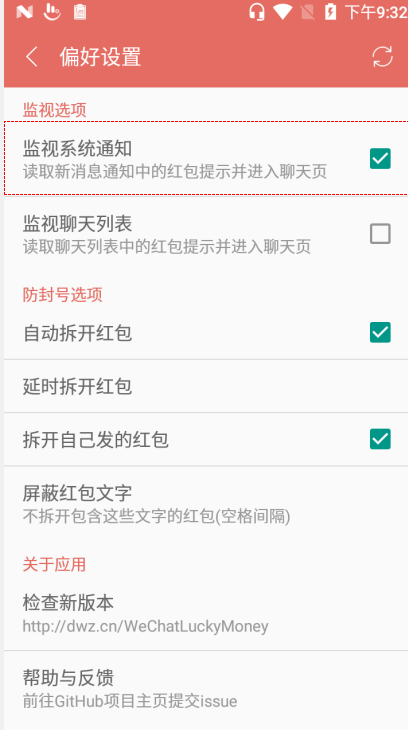 下午9:32
偏好设置
监视选项
监视系统通知
读取新消息通知中的红包提示并进入聊天页
监视聊天列表
读取聊天列表中的红包提示并进入聊天页
防封号选项
自动拆开红包
延时拆开红包
拆开自己发的红包
屏蔽红包文字
不拆开包含这些文字的红包(空格间隔)
关于应用
检查新版本
http://dwz.cn/WeChatLuckyMoney
帮助与反馈
前往GitHub项目主页提交issue